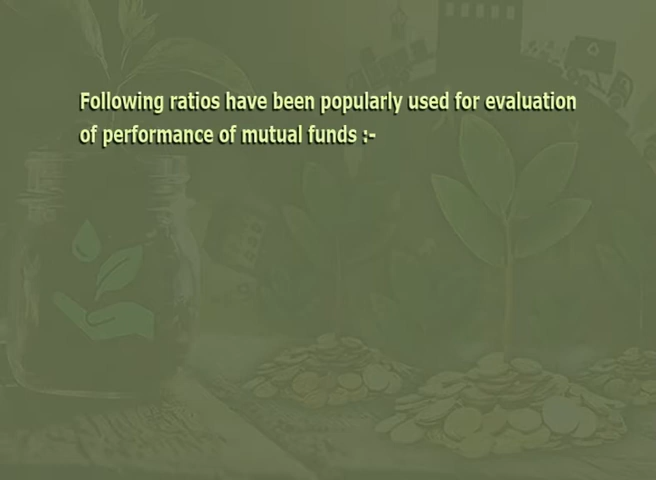 Following ratios have been popularly used for evaluation
of performance of mutual funds :-